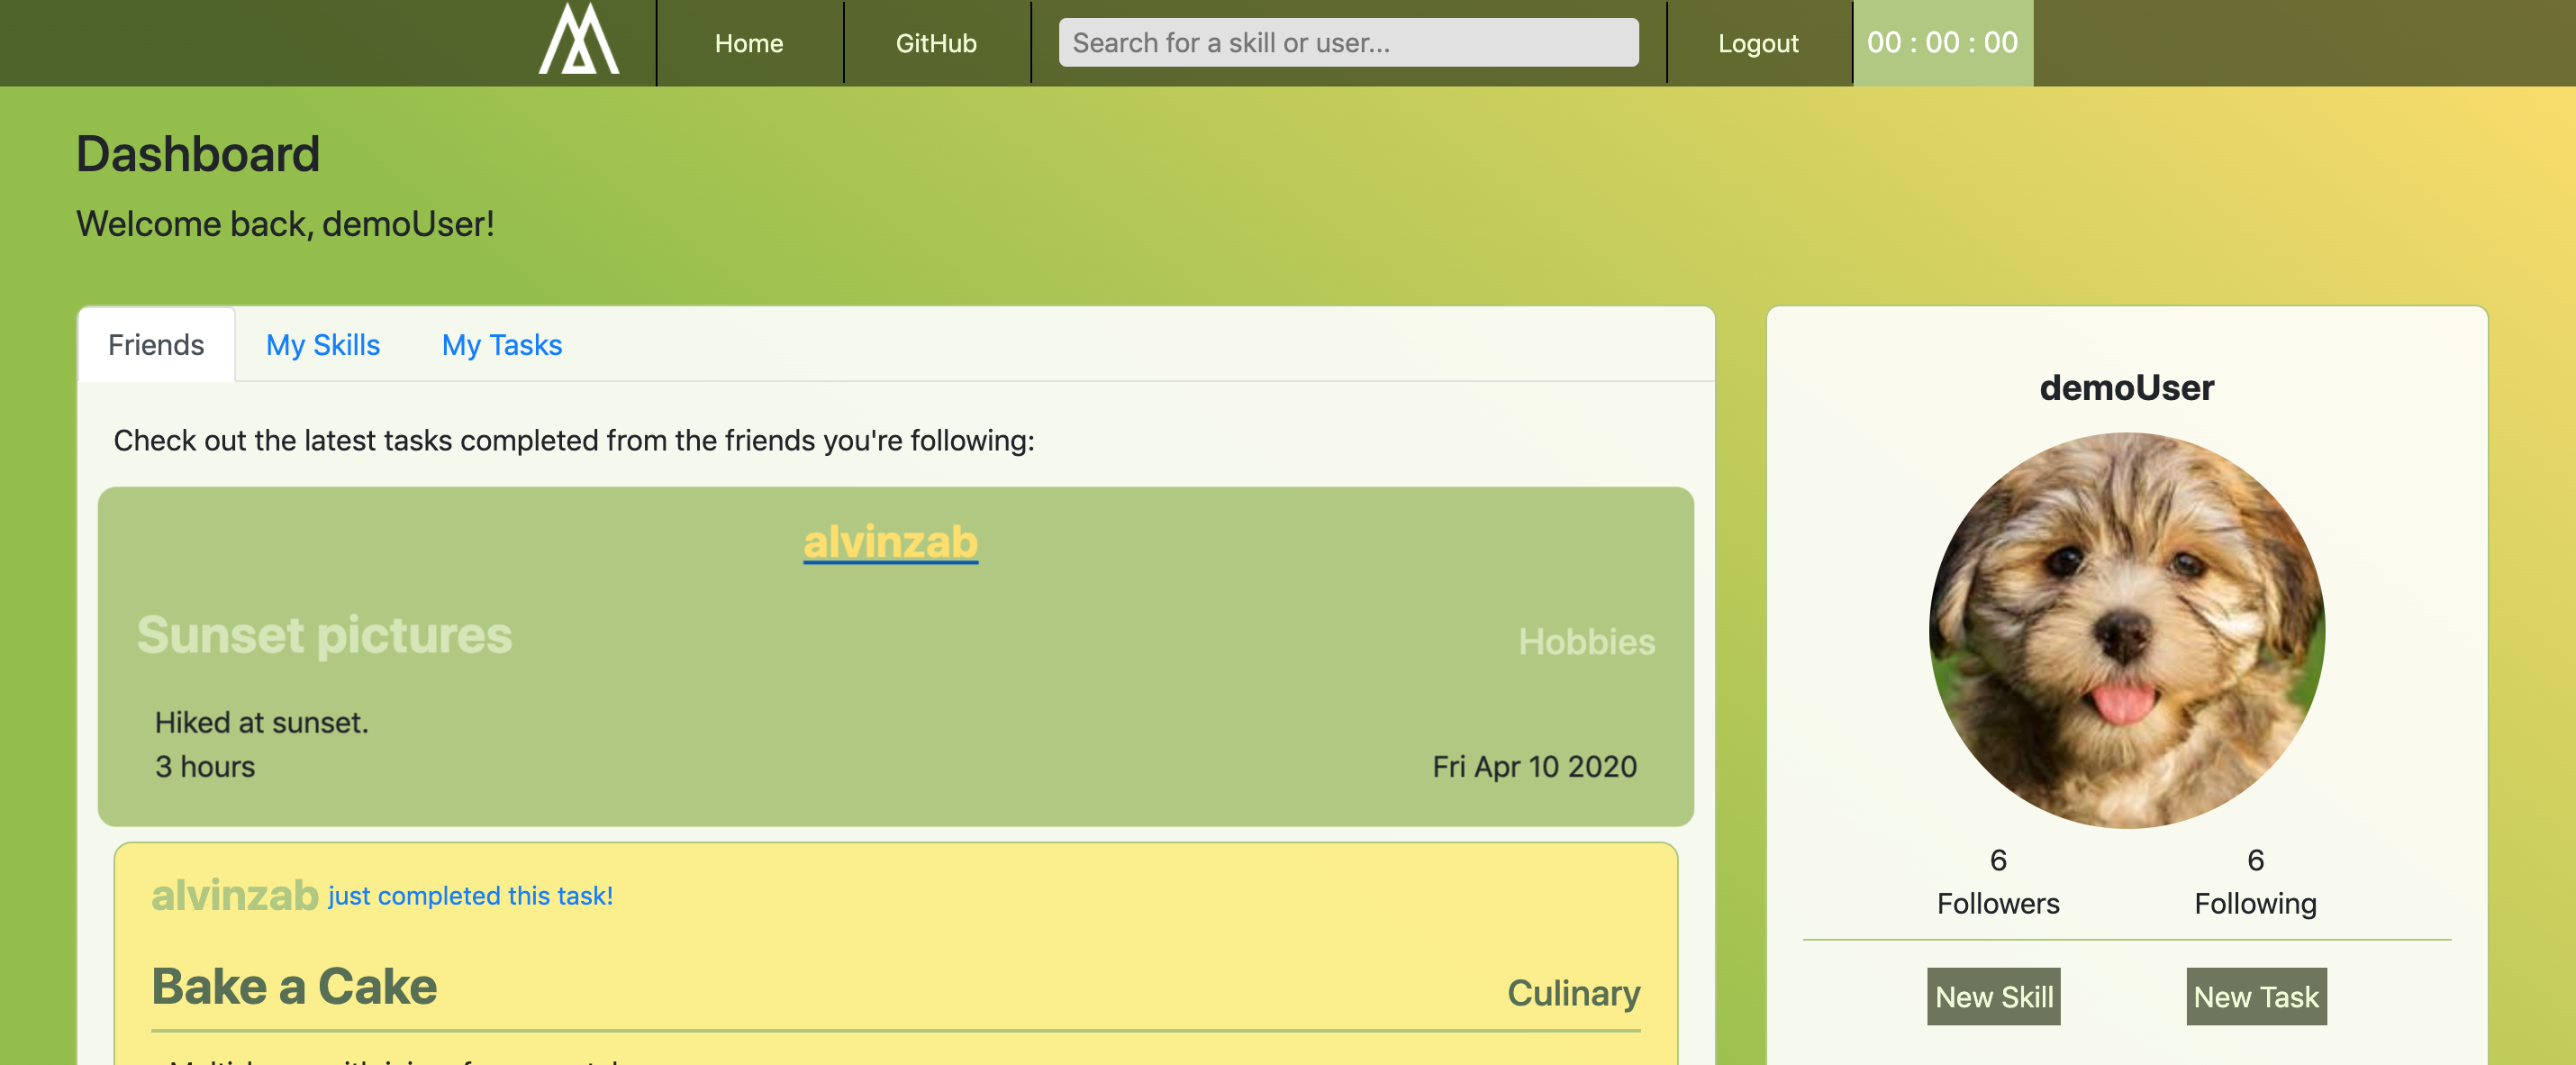 Home GitHub Search for a skill or user... Logout 00 : 00 : 00
Dashboard
Welcome back, demoUser!
Friends My Skills My Tasks
Check out the latest tasks completed from the friends you're following:
alvinzab
Sunset pictures Hobbies
Hiked at sunset.
3 hours Fri Apr 10 2020
alvinzab just completed this task!
Bake a Cake Culinary
demoUser
6 6
Followers Following
New Skill New Task